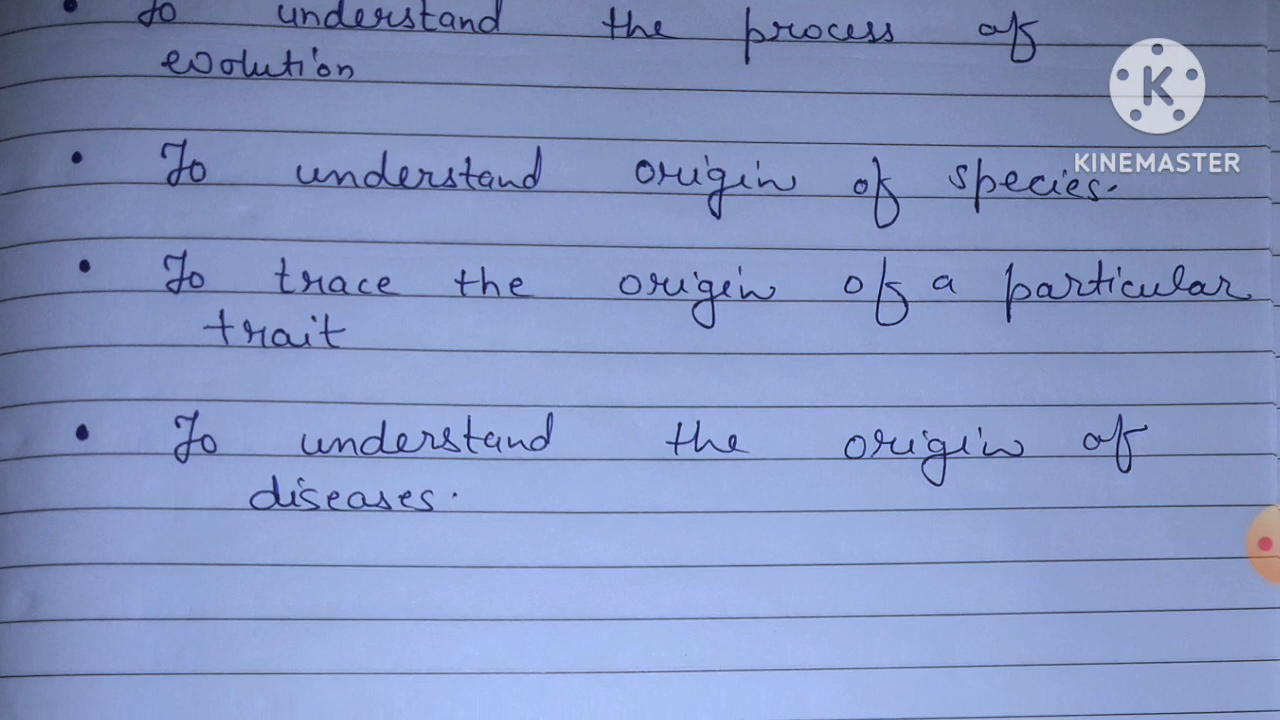 • To understand the process of
evolution
• To understand origin of species.
• To trace the origin of a particular
trait
• To understand the origin of
diseases.
K
KINEMASTER